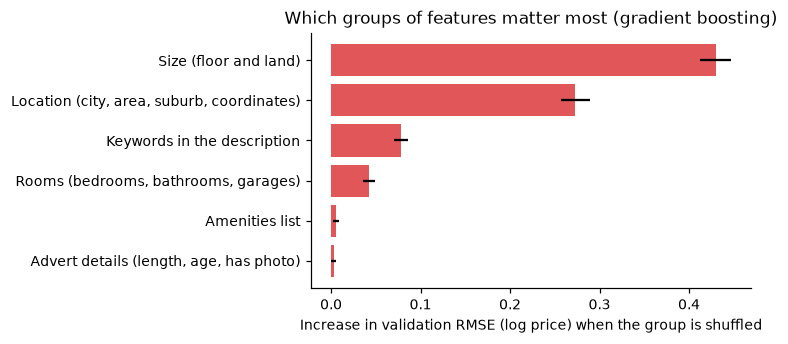 Which groups of features matter most (gradient boosting)
Size (floor and land)
Location (city, area, suburb, coordinates)
Keywords in the description
Rooms (bedrooms, bathrooms, garages)
Amenities list
Advert details (length, age, has photo)
0.0 0.1 0.2 0.3 0.4
Increase in validation RMSE (log price) when the group is shuffled